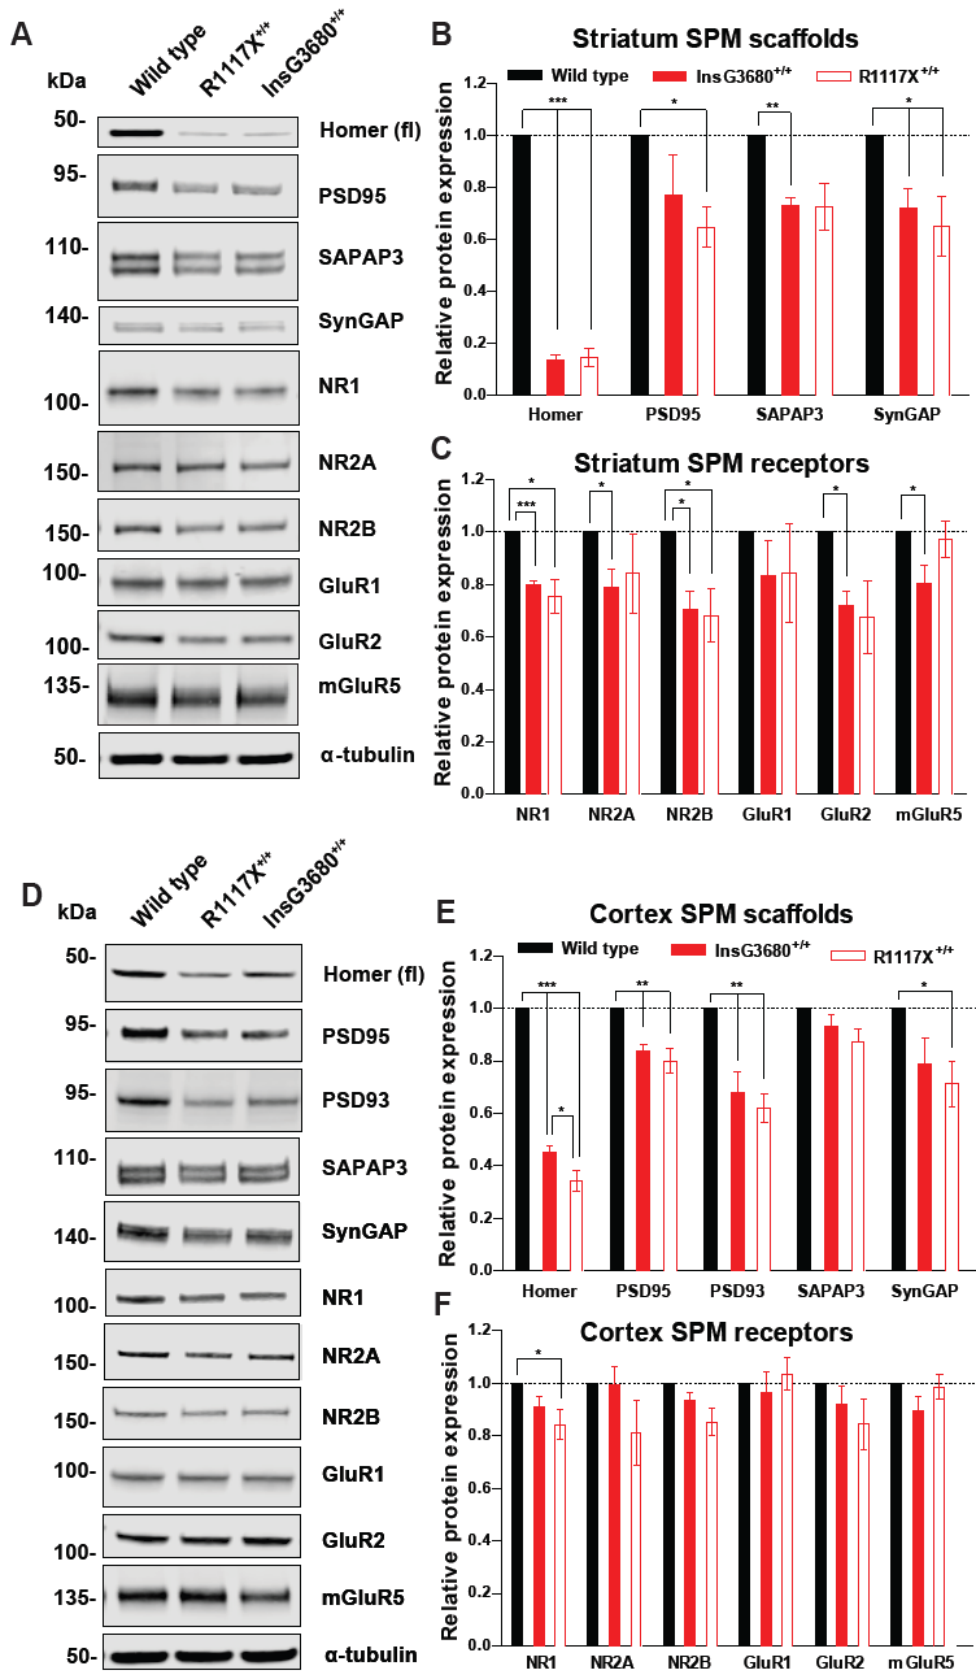 A
kDa
Wild type
R1117X+/+
InsG3680+/+
50-
Homer (fl)
95-
PSD95
110-
SAPAP3
140-
SynGAP
NR1
100-
NR2A
150-
NR2B
150-
100-
GluR1
GluR2
100-
135-
mGluR5
50-
α-tubulin
B
Striatum SPM scaffolds
Wild type
InsG3680+/+
R1117X+/+
Relative protein expression
1.2
1.0
0.8
0.6
0.4
0.2
0.0
***
*
**
*
Homer
PSD95
SAPAP3
SynGAP
C
Striatum SPM receptors
Relative protein expression
1.2
1.0
0.8
0.6
0.4
0.2
0.0
*
***
*
*
*
*
*
NR1
NR2A
NR2B
GluR1
GluR2
mGluR5
D
kDa
Wild type
R1117X+/+
InsG3680+/+
50-
Homer (fl)
95-
PSD95
95-
PSD93
110-
SAPAP3
SynGAP
140-
NR1
100-
NR2A
150-
NR2B
150-
100-
GluR1
GluR2
100-
135-
mGluR5
50-
α-tubulin
E
Cortex SPM scaffolds
Wild type
InsG3680+/+
R1117X+/+
Relative protein expression
1.2
1.0
0.8
0.6
0.4
0.2
0.0
***
*
**
**
*
Homer
PSD95
PSD93
SAPAP3
SynGAP
F
Cortex SPM receptors
Relative protein expression
1.2
1.0
0.8
0.6
0.4
0.2
0.0
*
NR1
NR2A
NR2B
GluR1
GluR2
mGluR5